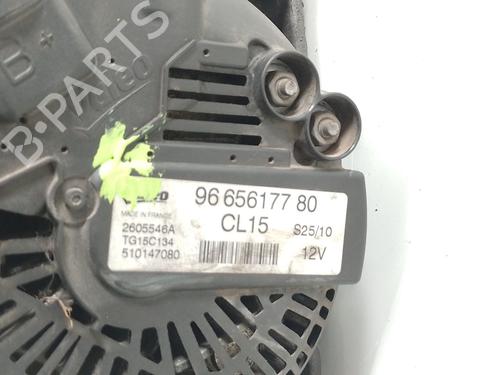 B-PARTS
B+
96 656177 80
MADE IN FRANCE
CL15
S25/10
2605546A
TG15C134
510147080
12V